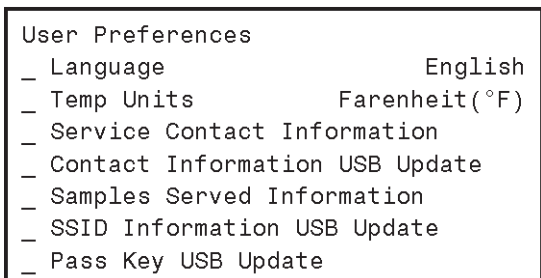 User Preferences
_ Language English
_ Temp Units Farenheit(°F)
_ Service Contact Information
_ Contact Information USB Update
_ Samples Served Information
_ SSID Information USB Update
_ Pass Key USB Update